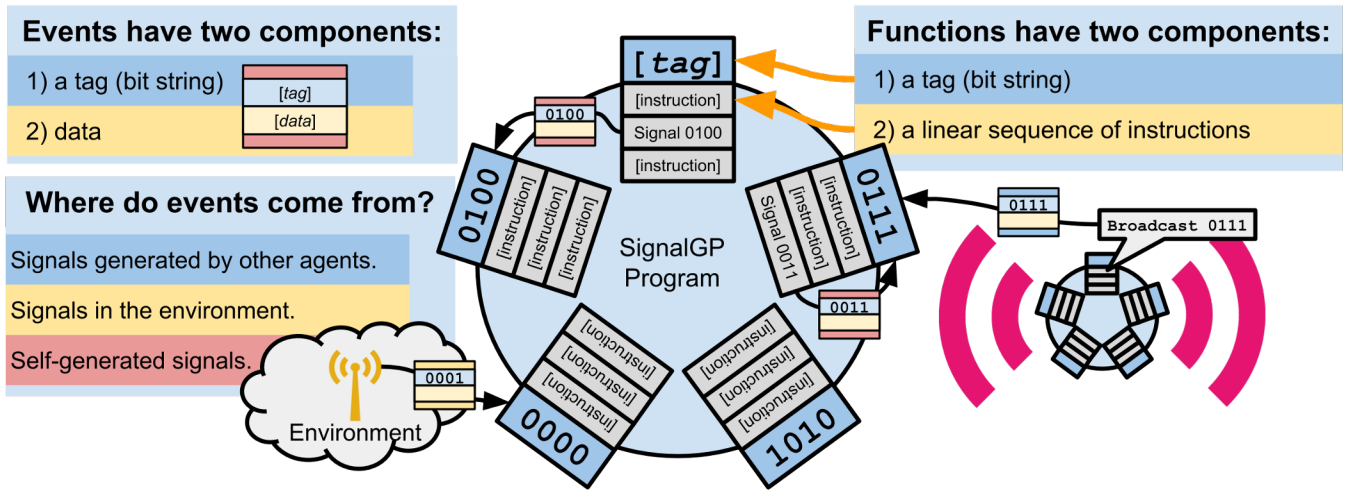 Events have two components:
1) a tag (bit string)
[tag]
2) data
[data]
Where do events come from?
Signals generated by other agents.
Signals in the environment.
Self-generated signals.
Environment
0001
[tag]
[instruction]
Signal 0100
[instruction]
0100
0100
[instruction]
[instruction]
[instruction]
SignalGP
Program
0111
[instruction]
[instruction]
Signal 0011
0011
[instruction]
[instruction]
[instruction]
0000
[instruction]
[instruction]
[instruction]
1010
Functions have two components:
1) a tag (bit string)
2) a linear sequence of instructions
0111
Broadcast 0111